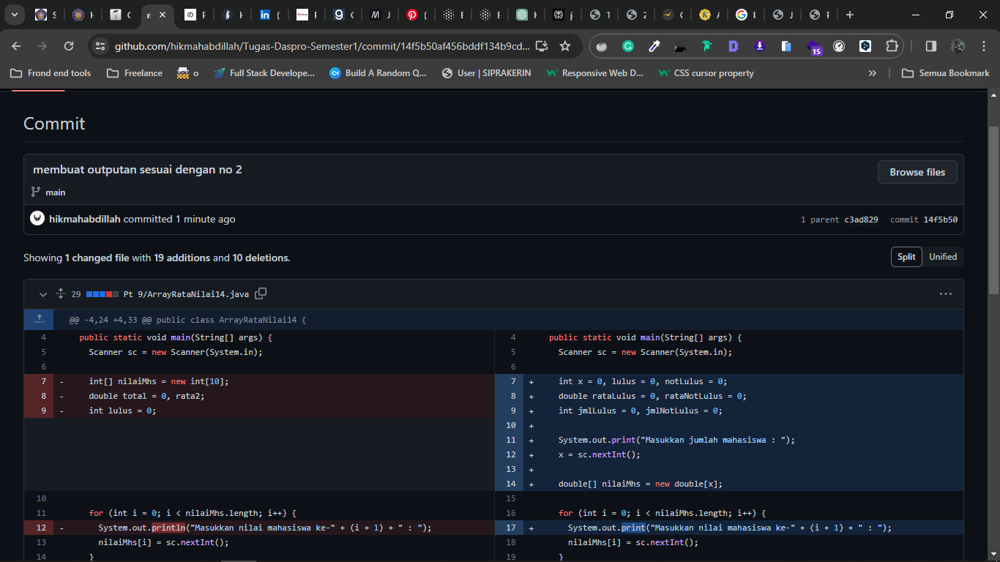 github.com/hikmahabdillah/Tugas-Daspro-Semester1/commit/14f5b50af456bddf134b9cd...
15
Frond end tools
Freelance
o
Full Stack Develope...
Build A Random Q...
User | SIPRAKERIN
Responsive Web D...
CSS cursor property
»
Semua Bookmark
Commit
membuat outputan sesuai dengan no 2
Browse files
main
hikmahabdillah committed 1 minute ago
1 parent c3ad829 commit 14f5b50
Showing 1 changed file with 19 additions and 10 deletions.
Split Unified
29 Pt 9/ArrayRataNilai14.java
@@ -4,24 +4,33 @@ public class ArrayRataNilai14 {
4 public static void main(String[] args) { 4 public static void main(String[] args) {
5 Scanner sc = new Scanner(System.in); 5 Scanner sc = new Scanner(System.in);
6 6
7 - int[] nilaiMhs = new int[10]; 7 + int x = 0, lulus = 0, notLulus = 0;
8 - double total = 0, rata2; 8 + double rataLulus = 0, rataNotLulus = 0;
9 - int lulus = 0; 9 + int jmlLulus = 0, jmlNotLulus = 0;
10 +
11 + System.out.print("Masukkan jumlah mahasiswa : ");
12 + x = sc.nextInt();
13 +
14 + double[] nilaiMhs = new double[x];
10 15
11 for (int i = 0; i < nilaiMhs.length; i++) { 16 for (int i = 0; i < nilaiMhs.length; i++) {
12 - System.out.println("Masukkan nilai mahasiswa ke-" + (i + 1) + " : "); 17 + System.out.print("Masukkan nilai mahasiswa ke-" + (i + 1) + " : ");
13 nilaiMhs[i] = sc.nextInt(); 18 nilaiMhs[i] = sc.nextInt();
14 } 19 }